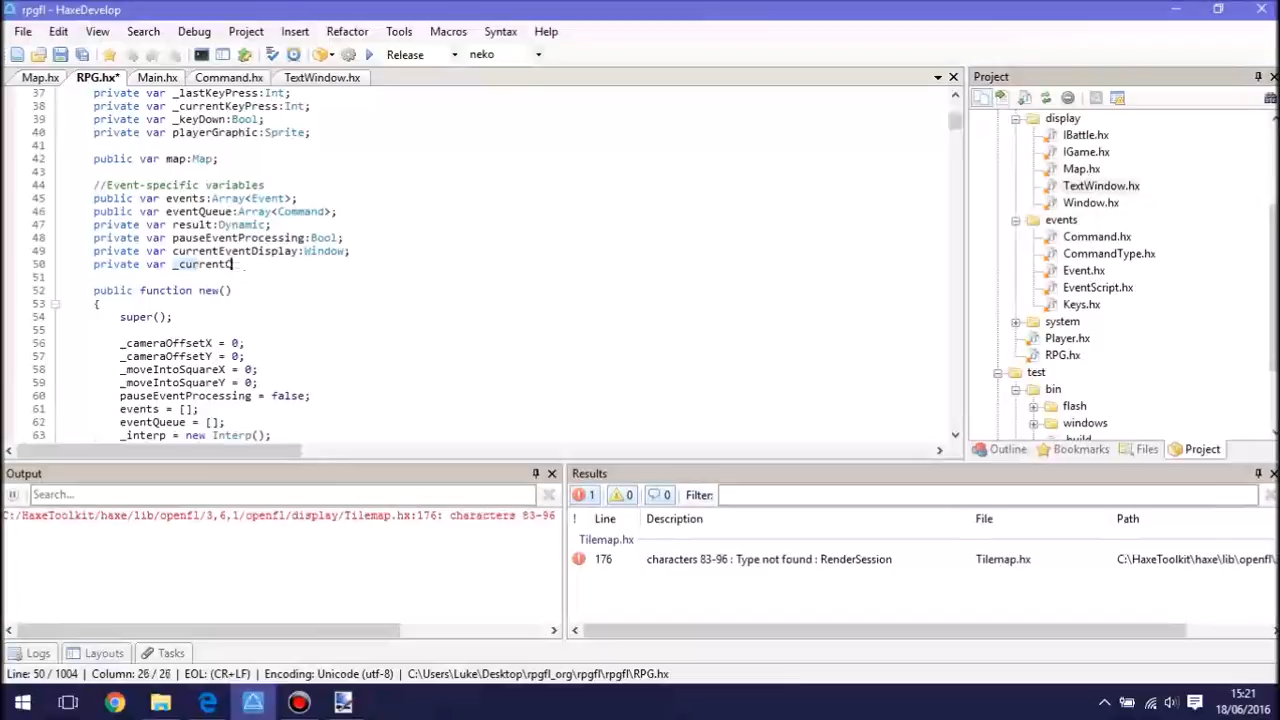 rpgfl - HaxeDevelop
File Edit View Search Debug Project Insert Refactor Tools Macros Syntax Help
Release neko
Map.hx RPG.hx* Main.hx Command.hx TextWindow.hx
37 private var _lastKeyPress:Int;
38 private var _currentKeyPress:Int;
39 private var _keyDown:Bool;
40 private var playerGraphic:Sprite;
41
42 public var map:Map;
43
44 //Event-specific variables
45 public var events:Array<Event>;
46 public var eventQueue:Array<Command>;
47 private var result:Dynamic;
48 private var pauseEventProcessing:Bool;
49 private var currentEventDisplay:Window;
50 private var _currentC
51
52 public function new()
53 {
54 super();
55
56 _cameraOffsetX = 0;
57 _cameraOffsetY = 0;
58 _moveIntoSquareX = 0;
59 _moveIntoSquareY = 0;
60 pauseEventProcessing = false;
61 events = [];
62 eventQueue = [];
63 _interp = new Interp();
Project
display
IBattle.hx
IGame.hx
Map.hx
TextWindow.hx
Window.hx
events
Command.hx
CommandType.hx
Event.hx
EventScript.hx
Keys.hx
system
Player.hx
RPG.hx
test
bin
flash
windows
Outline Bookmarks Files Project
Output
Search...
C:/HaxeToolkit/haxe/lib/openfl/3,6,1/openfl/display/Tilemap.hx:176: characters 83-96
Results
1 0 0 Filter:
! Line Description File Path
Tilemap.hx
176 characters 83-96 : Type not found : RenderSession Tilemap.hx C:\HaxeToolkit\haxe\lib\openfl\
Logs Layouts Tasks
Line: 50 / 1004 Column: 26 / 26 EOL: (CR+LF) Encoding: Unicode (utf-8) C:\Users\Luke\Desktop\rpgfl_org\rpgfl\rpgfl\RPG.hx
15:21
18/06/2016